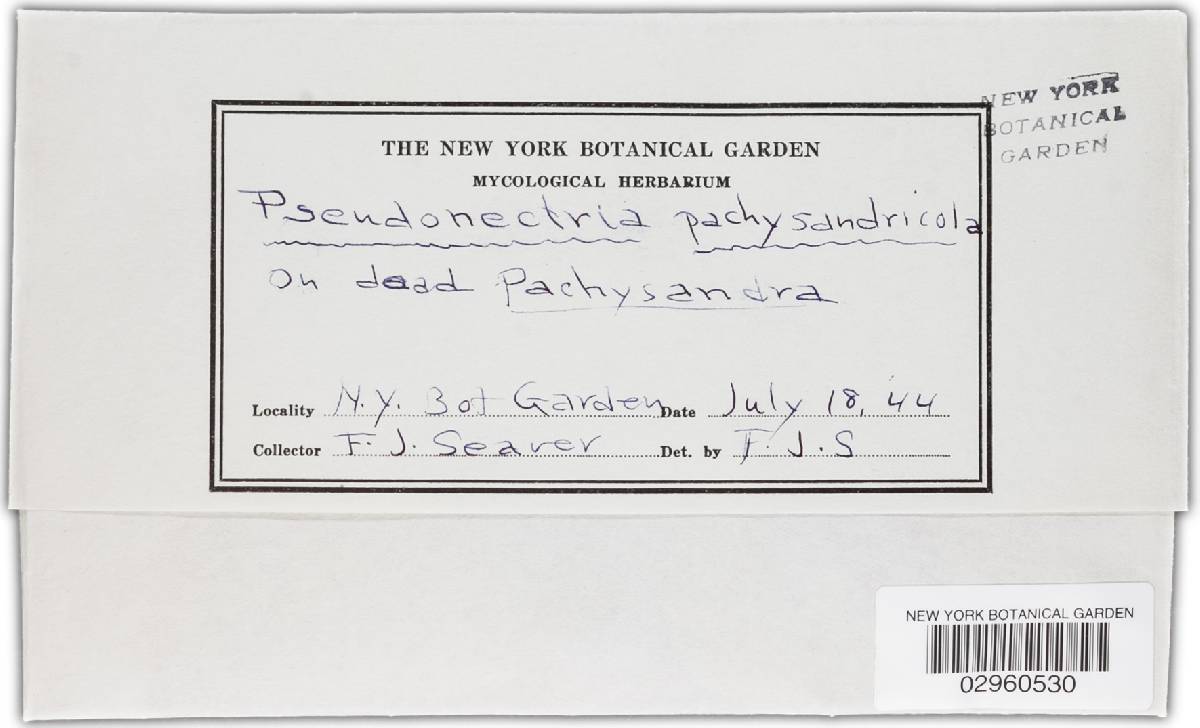 NEW YORK
BOTANICAL
GARDEN
THE NEW YORK BOTANICAL GARDEN
MYCOLOGICAL HERBARIUM
Pseudonectria pachysandricola
On dead Pachysandra
Locality N.Y. Bot Garden Date July 18, '44
Collector F. J. Seaver Det. by F. J. S
NEW YORK BOTANICAL GARDEN
02960530